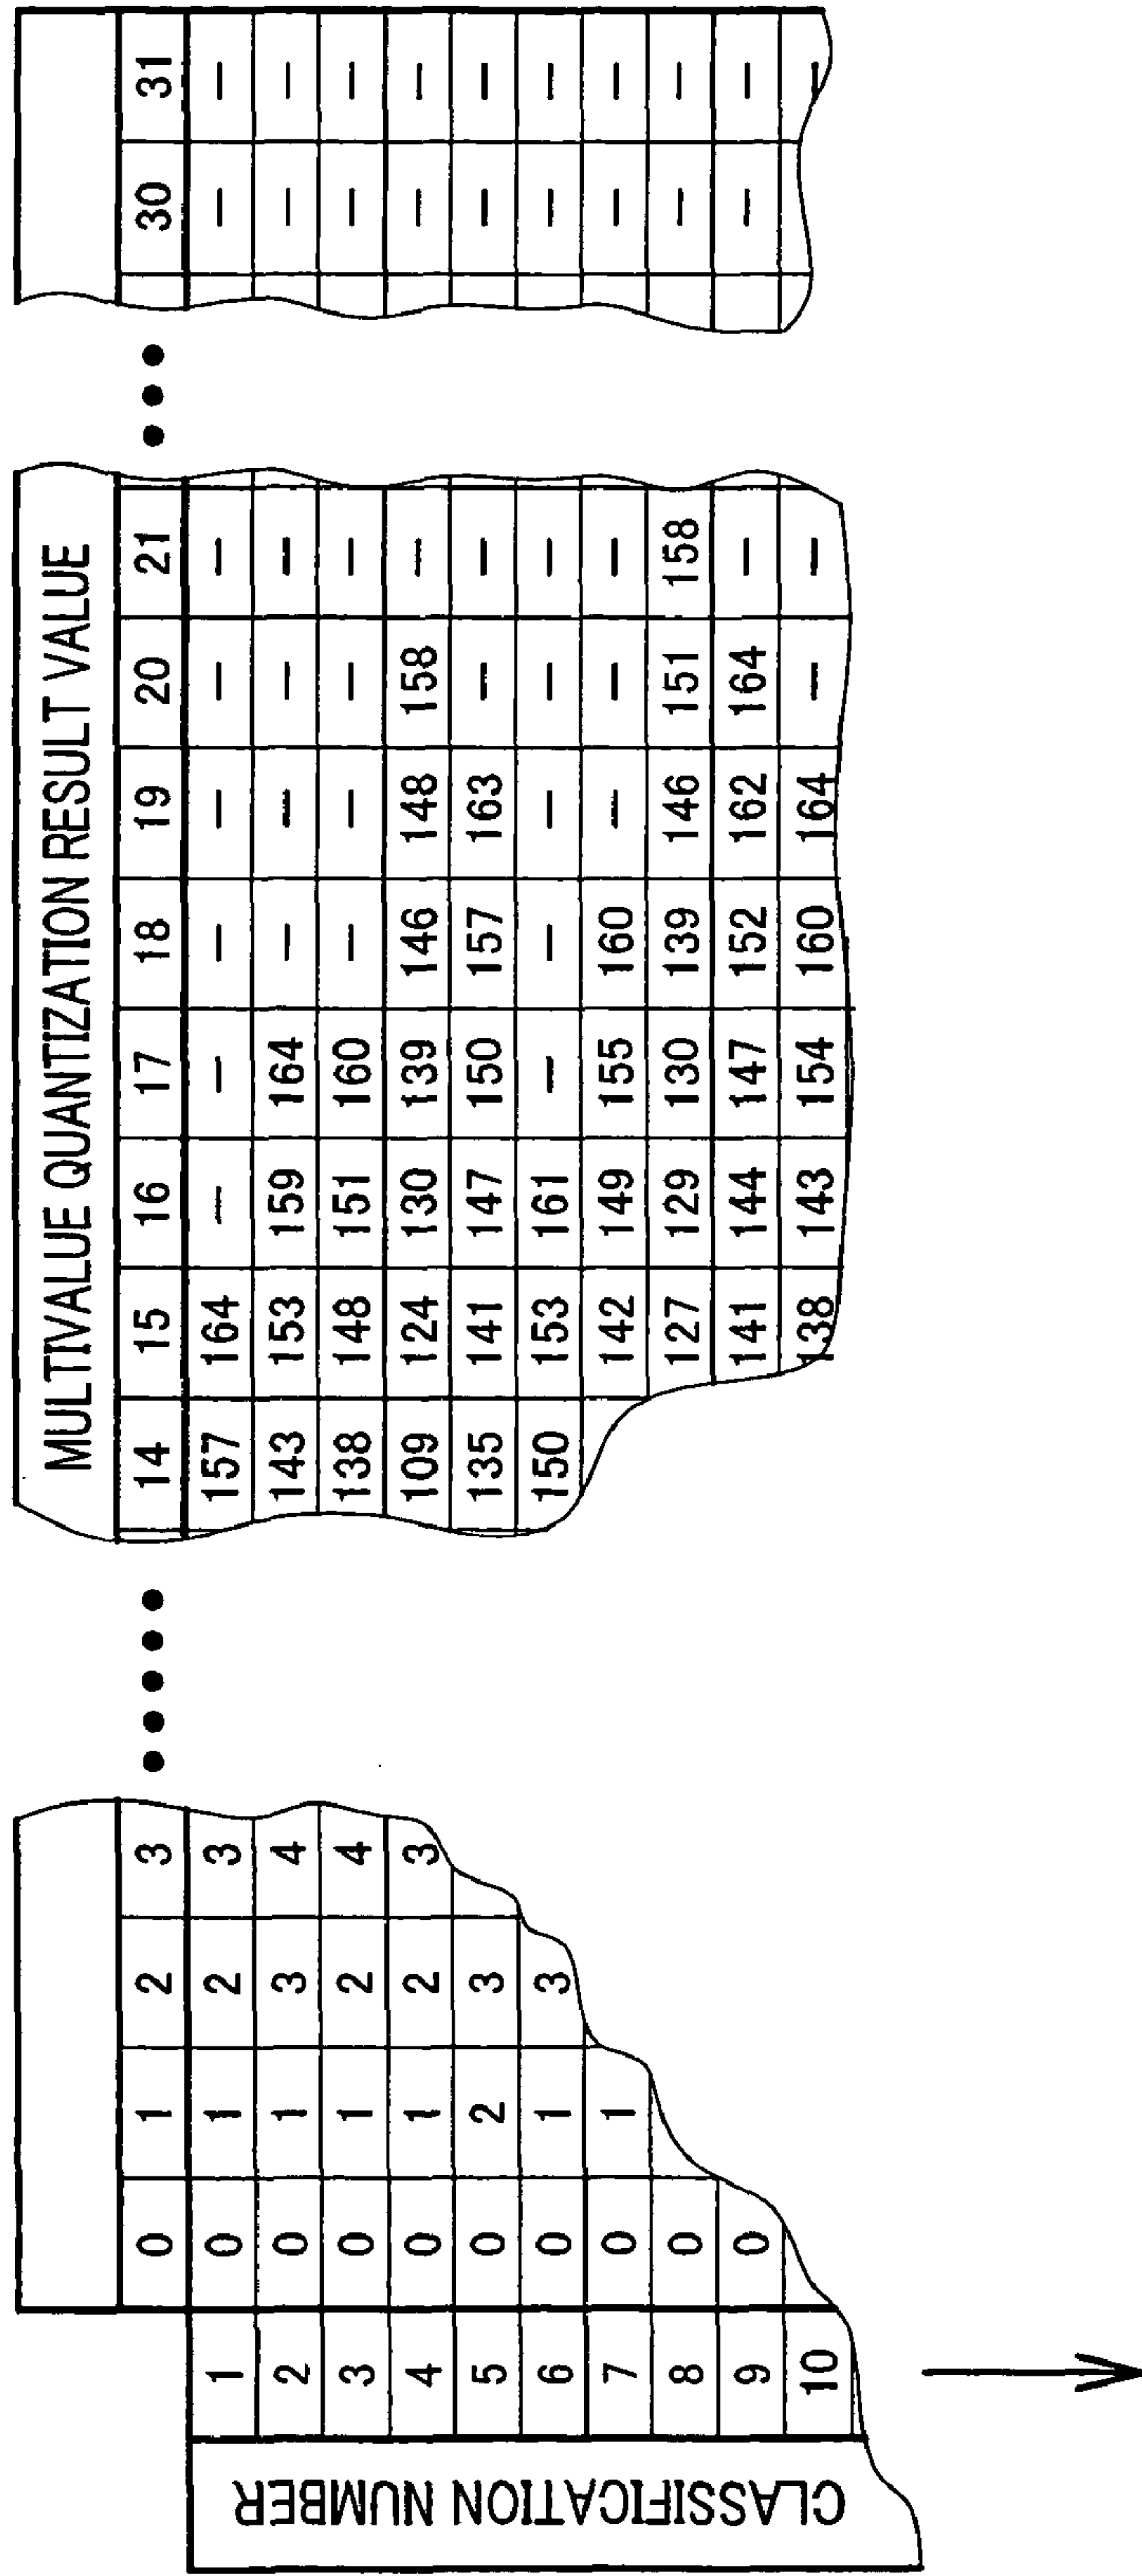 MULTIVALUE QUANTIZATION RESULT VALUE
0 1 2 3 ••••• 14 15 16 17 18 19 20 21 ••• 30 31
CLASSIFICATION NUMBER
1 0 1 2 3 157 164 — — — — — — — —
2 0 1 3 4 143 153 159 164 — — — — — —
3 0 1 2 4 138 148 151 160 — — — — — —
4 0 1 2 3 109 124 130 139 146 148 158 — — —
5 0 2 3 135 141 147 150 157 163 — — — —
6 0 1 3 150 153 161 — — — — — — —
7 0 1 142 149 155 160 — — — — —
8 0 127 129 130 139 146 151 158 — —
9 0 141 144 147 152 162 164 — — —
10 138 143 154 160 164 — — —